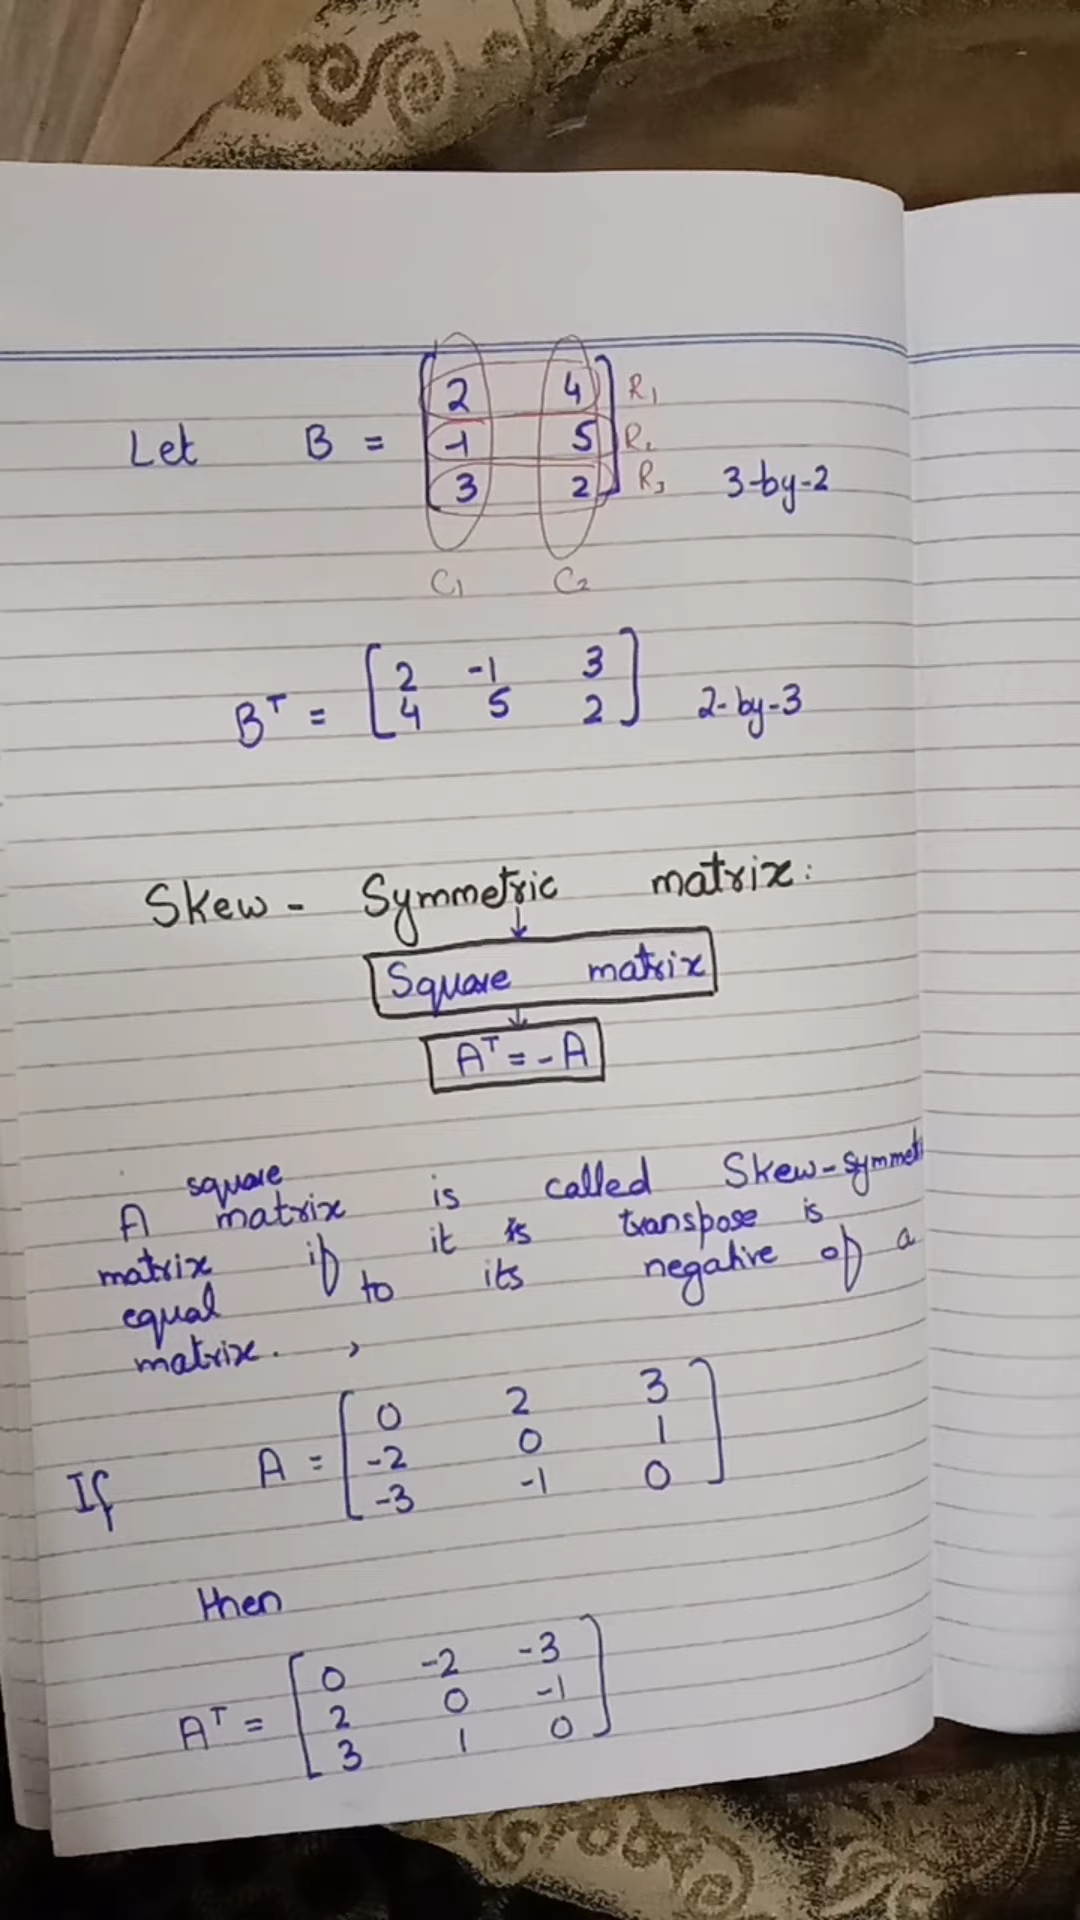 2 4 R₁
Let B = -1 5 R₂
3 2 R₃ 3-by-2
C₁ C₂
2 -1 3
Bᵀ = 4 5 2 2-by-3
Skew - Symmetric matrix:
↓
Square matrix
↓
Aᵀ = - A
square
A matrix is called Skew-symmet
matrix if it is transpose is
equal to its negative of a
matrix. >
0 2 3
If A = -2 0 1
-3 -1 0
then
0 -2 -3
Aᵀ = 2 0 -1
3 1 0